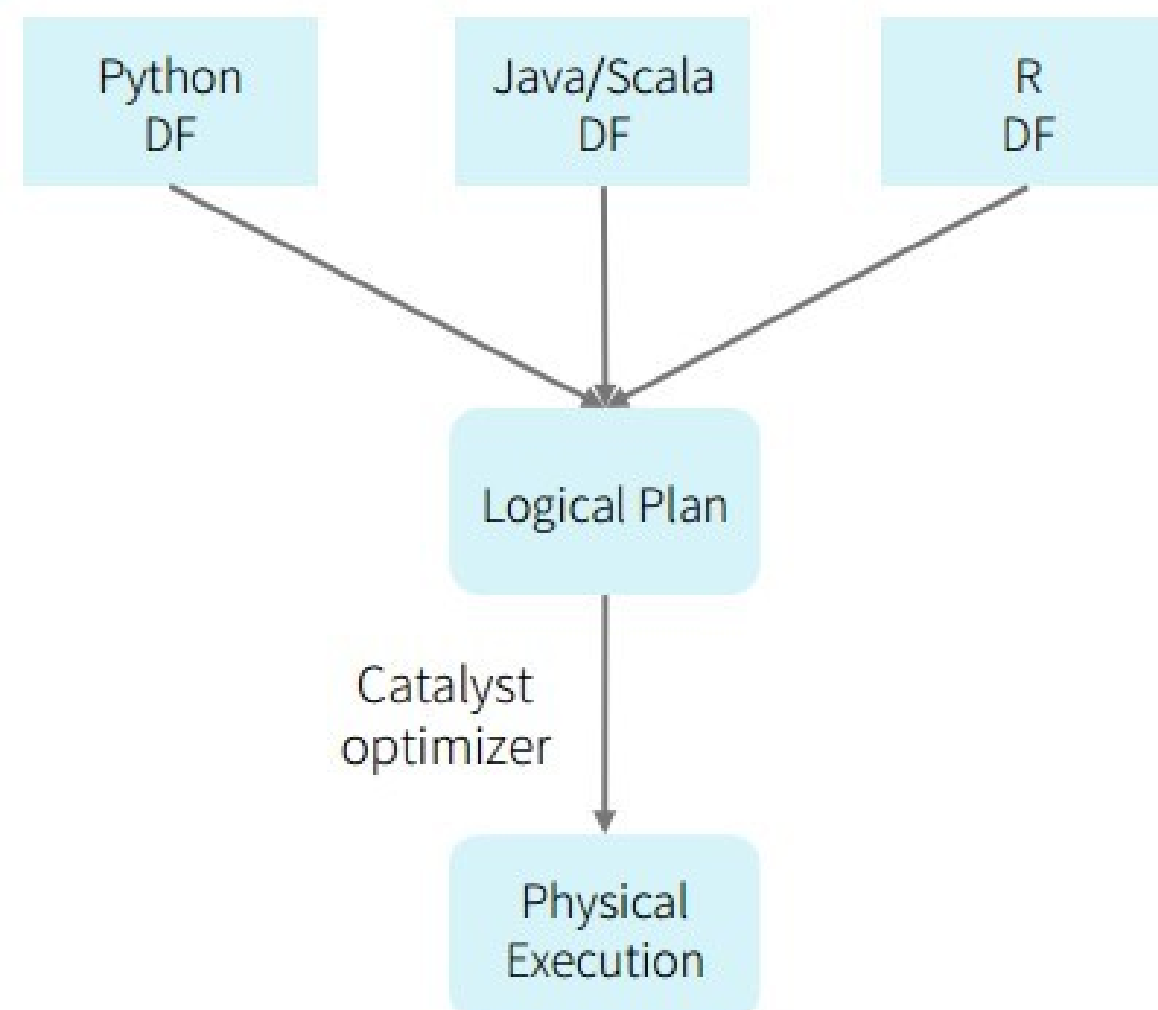 Python
DF
Java/Scala
DF
R
DF
Logical Plan
Catalyst
optimizer
Physical
Execution